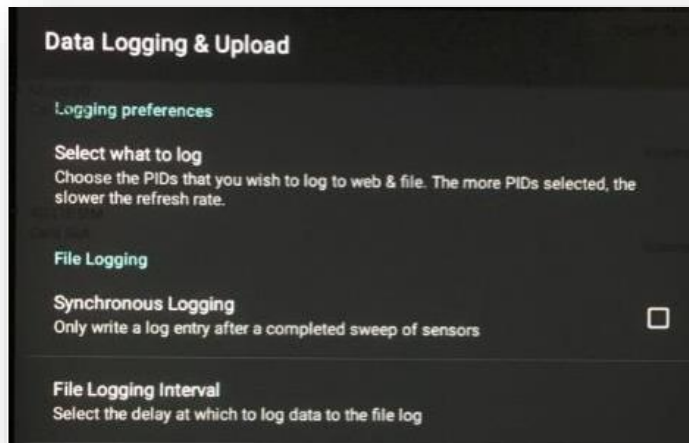 Data Logging & Upload
Logging preferences
Select what to log
Choose the PIDs that you wish to log to web & file. The more PIDs selected, the
slower the refresh rate.
File Logging
Synchronous Logging
Only write a log entry after a completed sweep of sensors
File Logging Interval
Select the delay at which to log data to the file log